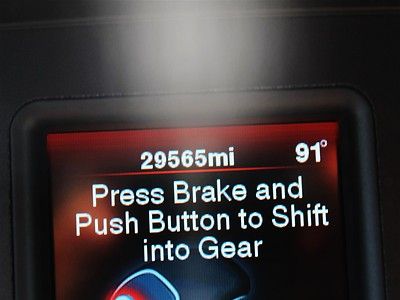 29565mi 91°
Press Brake and
Push Button to Shift
into Gear